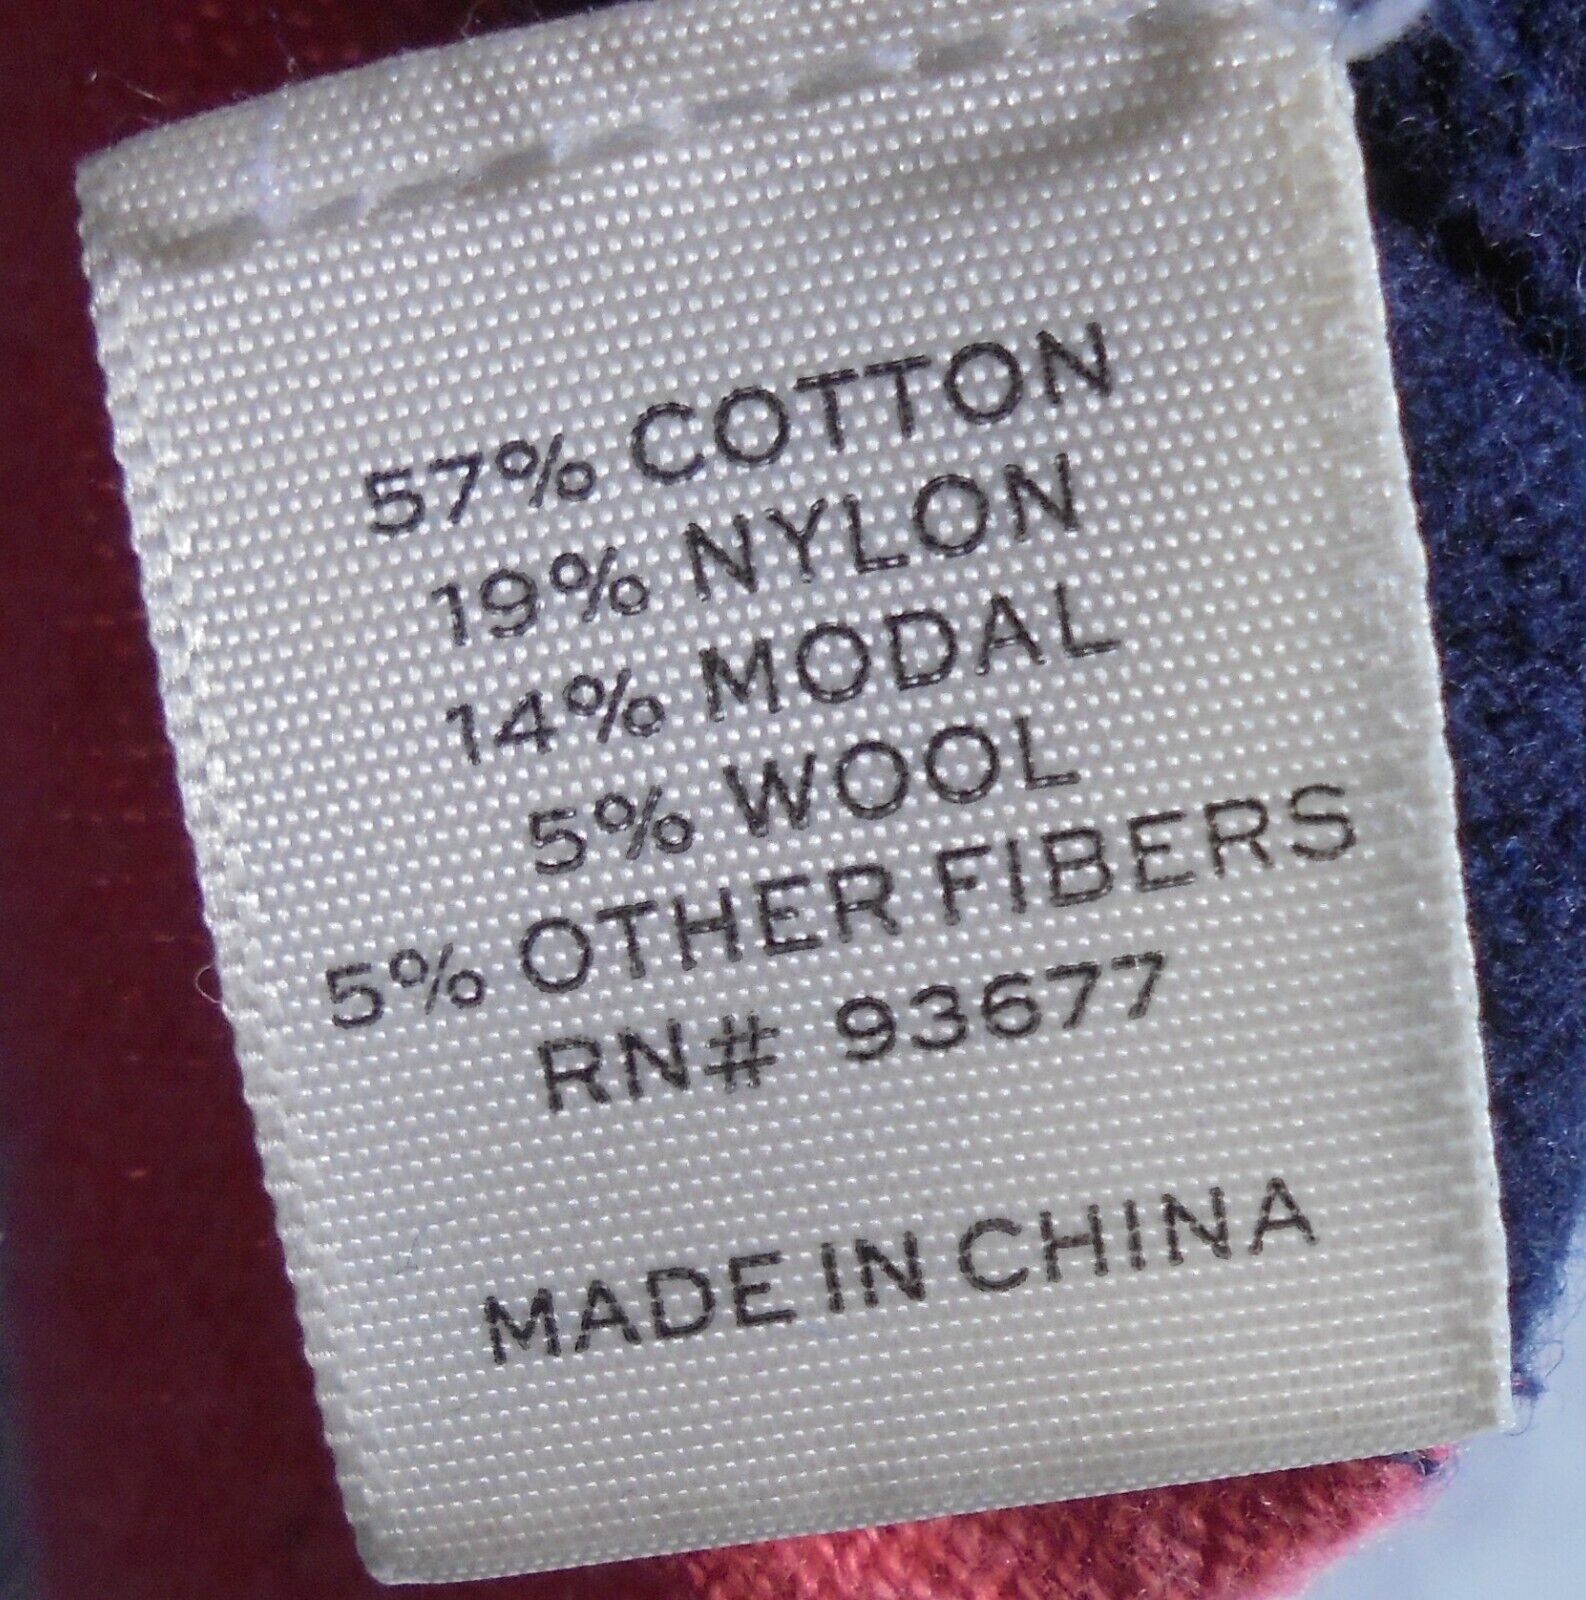 57% COTTON
19% NYLON
14% MODAL
5% WOOL
5% OTHER FIBERS
RN# 93677
MADE IN CHINA